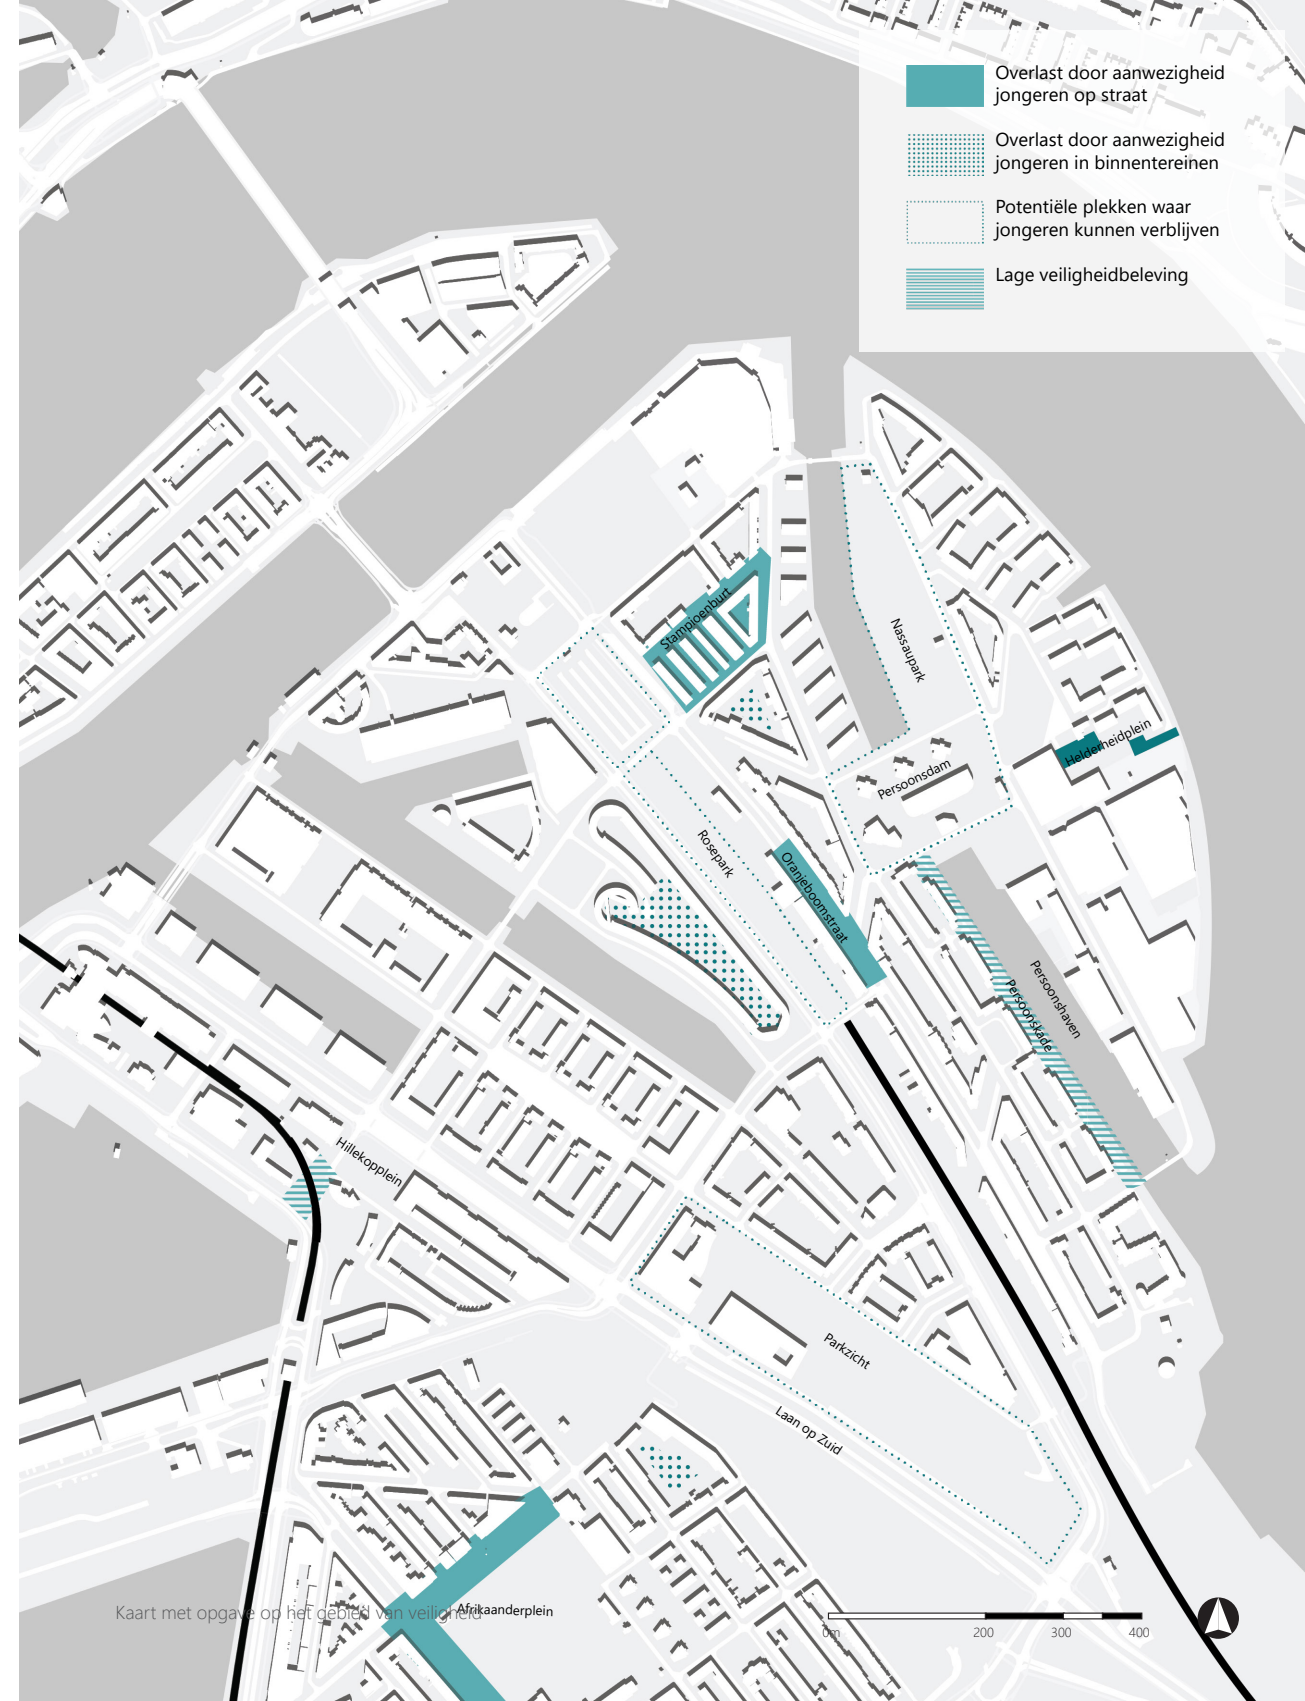 Overlast door aanwezigheid
jongeren op straat
Overlast door aanwezigheid
jongeren in binnentereinen
Potentiële plekken waar
jongeren kunnen verblijven
Lage veiligheidbeleving
Stampioenburt
Nassaupark
Helderheidplein
Persoonsdam
Rosepark
Oranjeboomstraat
Persoonshaven
Persoonskade
Hillekopplein
Parkzicht
Laan op Zuid
Afrikaanderplein
Kaart met opgave op het gebied van veiligheid
0m 200 300 400